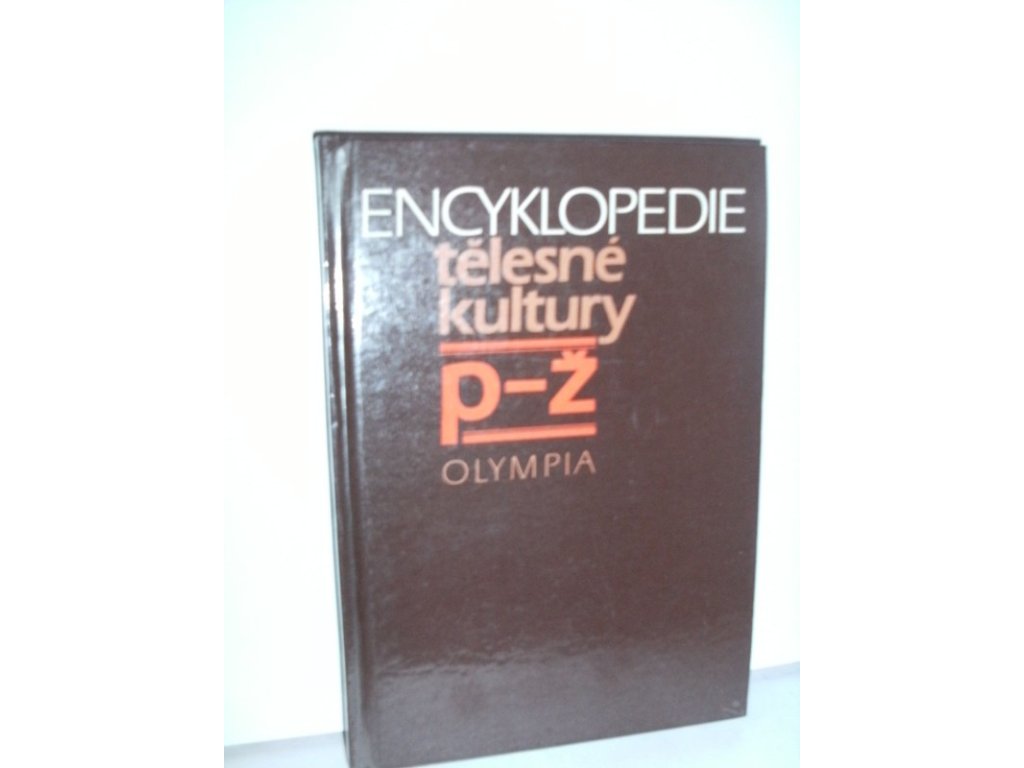 ENCYKLOPEDIE
tělesné
kultury
p-ž
OLYMPIA